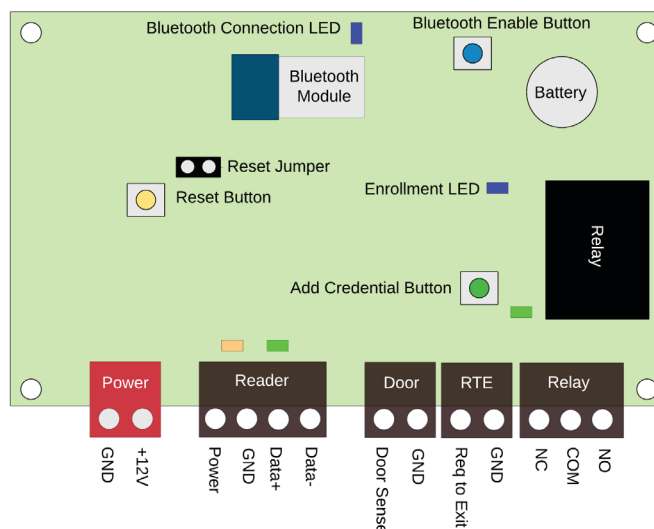 Bluetooth Connection LED
Bluetooth Enable Button
Bluetooth
Module
Battery
Reset Jumper
Reset Button
Enrollment LED
Relay
Add Credential Button
Power
Reader
Door
RTE
Relay
GND
+12V
Power
GND
Data+
Data-
Door Sense
GND
Req to Exit
GND
NC
COM
NO